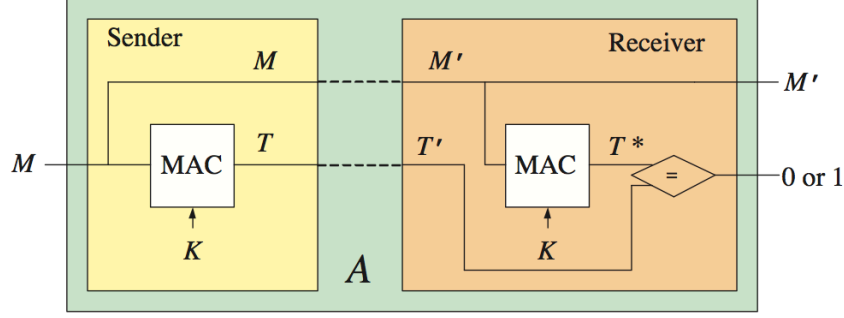 Sender
Receiver
M
M′
M′
M
MAC
T
T′
MAC
T *
=
0 or 1
K
A
K